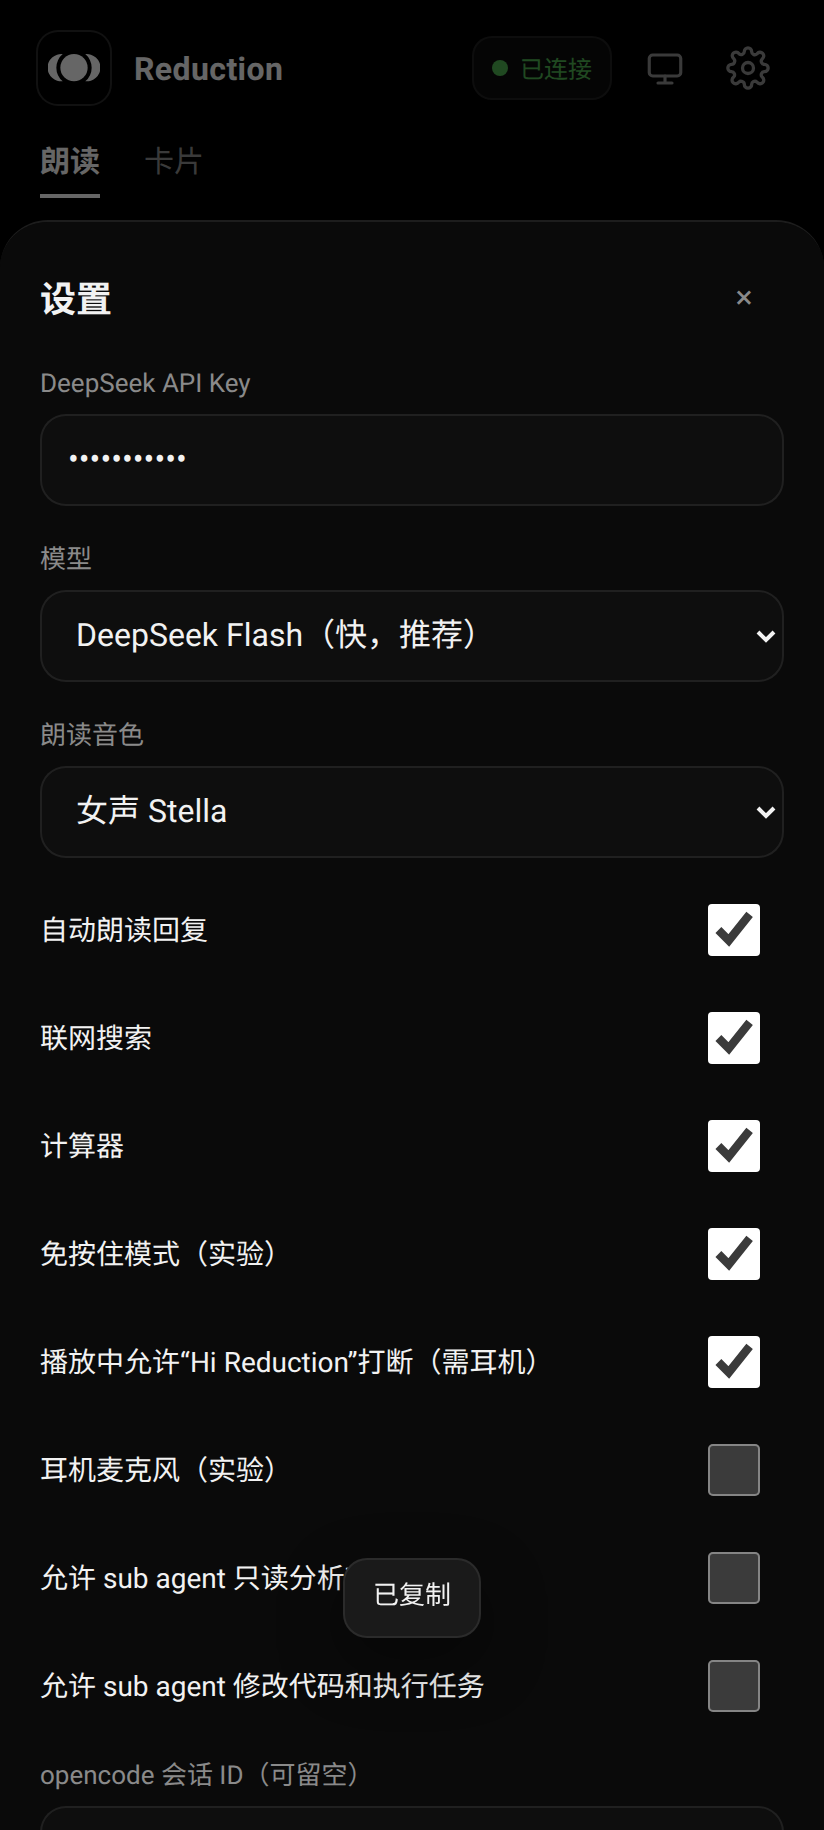 Reduction
已连接
朗读
卡片
设置
×
DeepSeek API Key
•••••••••••
模型
DeepSeek Flash（快，推荐）
朗读音色
女声 Stella
自动朗读回复
联网搜索
计算器
免按住模式（实验）
播放中允许“Hi Reduction”打断（需耳机）
耳机麦克风（实验）
允许 sub agent 只读分析
已复制
允许 sub agent 修改代码和执行任务
opencode 会话 ID（可留空）